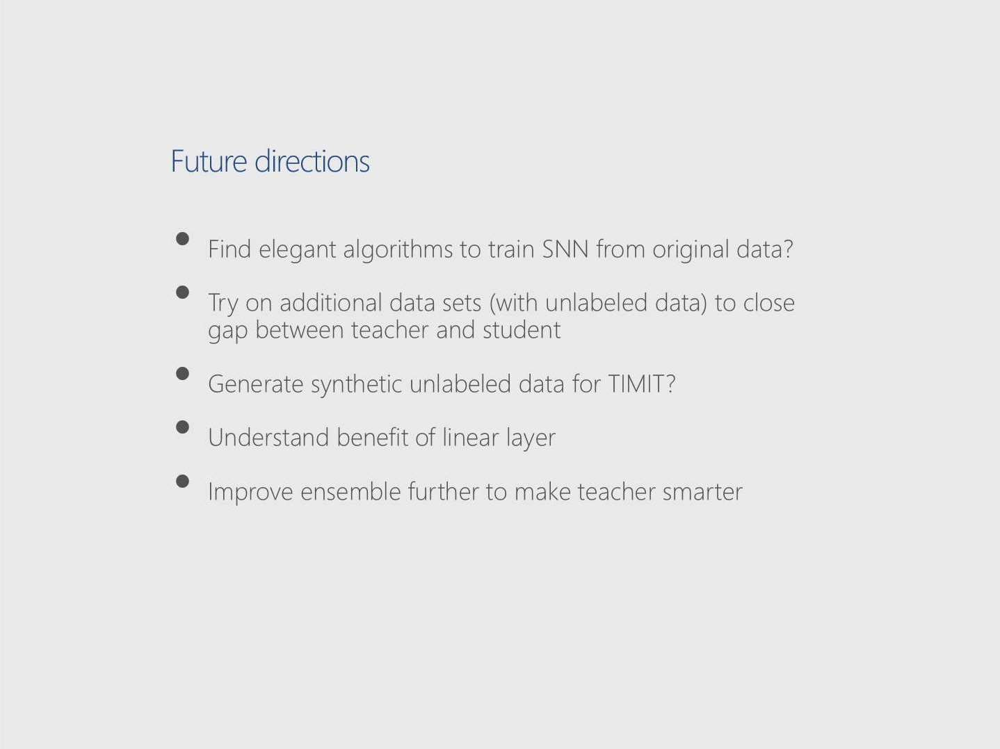 Future directions
• Find elegant algorithms to train SNN from original data?
• Try on additional data sets (with unlabeled data) to close
gap between teacher and student
• Generate synthetic unlabeled data for TIMIT?
• Understand benefit of linear layer
• Improve ensemble further to make teacher smarter